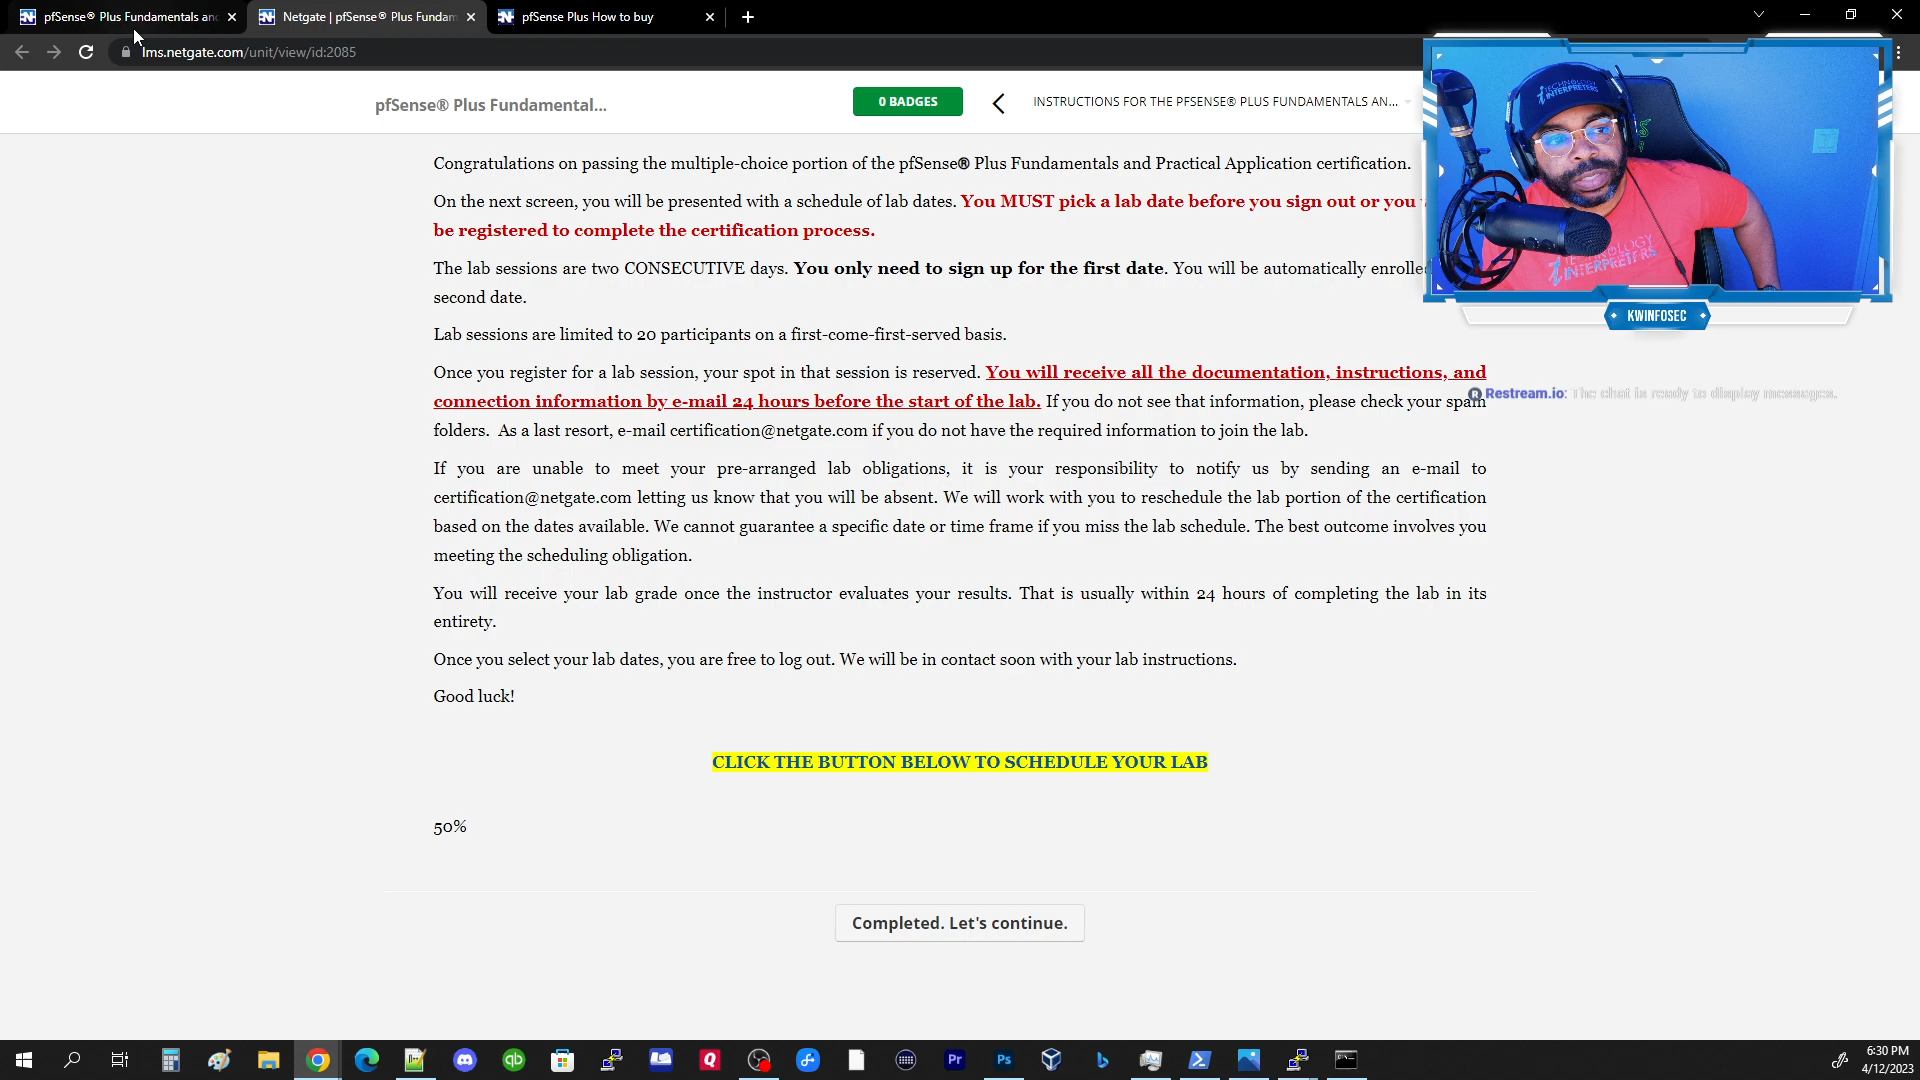 pfSense® Plus Fundamentals and
Netgate | pfSense® Plus Fundam
pfSense Plus How to buy
lms.netgate.com/unit/view/id:2085
pfSense® Plus Fundamental...
0 BADGES
INSTRUCTIONS FOR THE PFSENSE® PLUS FUNDAMENTALS AN...
Congratulations on passing the multiple-choice portion of the pfSense® Plus Fundamentals and Practical Application certification.
On the next screen, you will be presented with a schedule of lab dates. You MUST pick a lab date before you sign out or you
be registered to complete the certification process.
The lab sessions are two CONSECUTIVE days. You only need to sign up for the first date. You will be automatically enrolle
second date.
Lab sessions are limited to 20 participants on a first-come-first-served basis.
Once you register for a lab session, your spot in that session is reserved. You will receive all the documentation, instructions, and
connection information by e-mail 24 hours before the start of the lab. If you do not see that information, please check your spam
folders. As a last resort, e-mail certification@netgate.com if you do not have the required information to join the lab.
If you are unable to meet your pre-arranged lab obligations, it is your responsibility to notify us by sending an e-mail to
certification@netgate.com letting us know that you will be absent. We will work with you to reschedule the lab portion of the certification
based on the dates available. We cannot guarantee a specific date or time frame if you miss the lab schedule. The best outcome involves you
meeting the scheduling obligation.
You will receive your lab grade once the instructor evaluates your results. That is usually within 24 hours of completing the lab in its
entirety.
Once you select your lab dates, you are free to log out. We will be in contact soon with your lab instructions.
Good luck!
CLICK THE BUTTON BELOW TO SCHEDULE YOUR LAB
50%
Completed. Let's continue.
TECHNOLOGY
INTERPRETERS
TECHNOLOGY
INTERPRETERS
KWINFOSEC
Restream.io: The chat is ready to display messages.
qb
Q
Pr
Ps
6:30 PM
4/12/2023